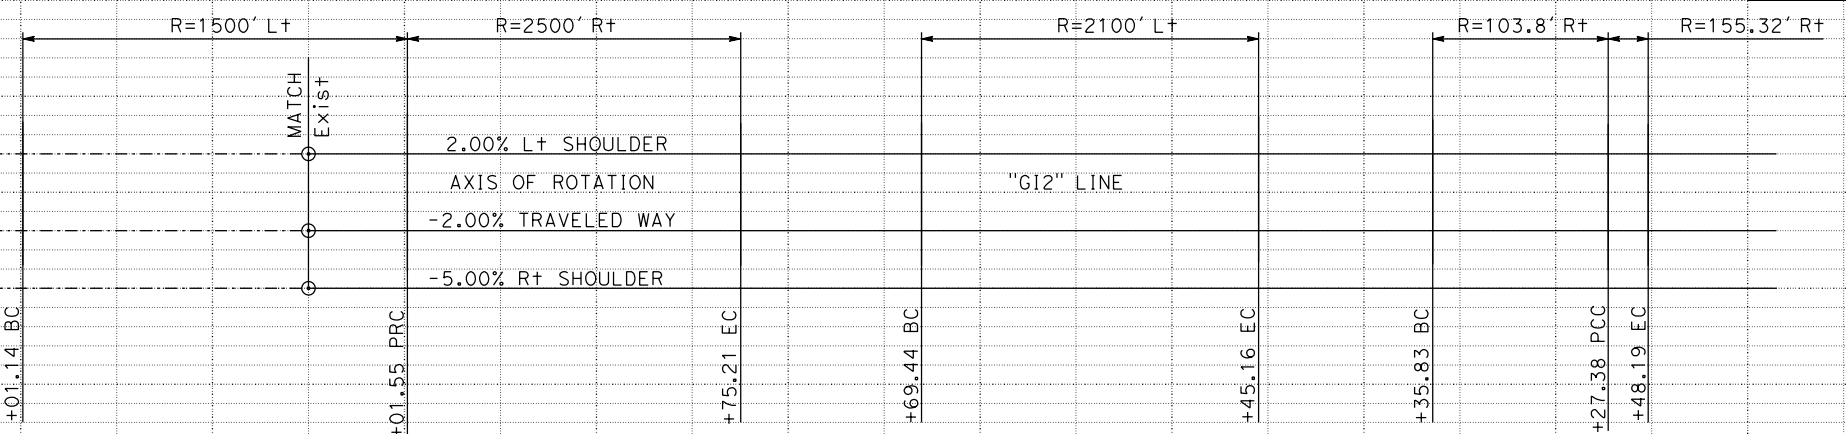 R=1500' Lt
R=2500' Rt
R=2100' Lt
R=103.8' Rt
R=155.32' Rt
MATCH
Exist
2.00% Lt SHOULDER
AXIS OF ROTATION
"GI2" LINE
-2.00% TRAVELED WAY
-5.00% Rt SHOULDER
+01.14 BC
+01.55 PRC
+75.21 EC
+69.44 BC
+45.16 EC
+35.83 BC
+27.38 PCC
+48.19 EC